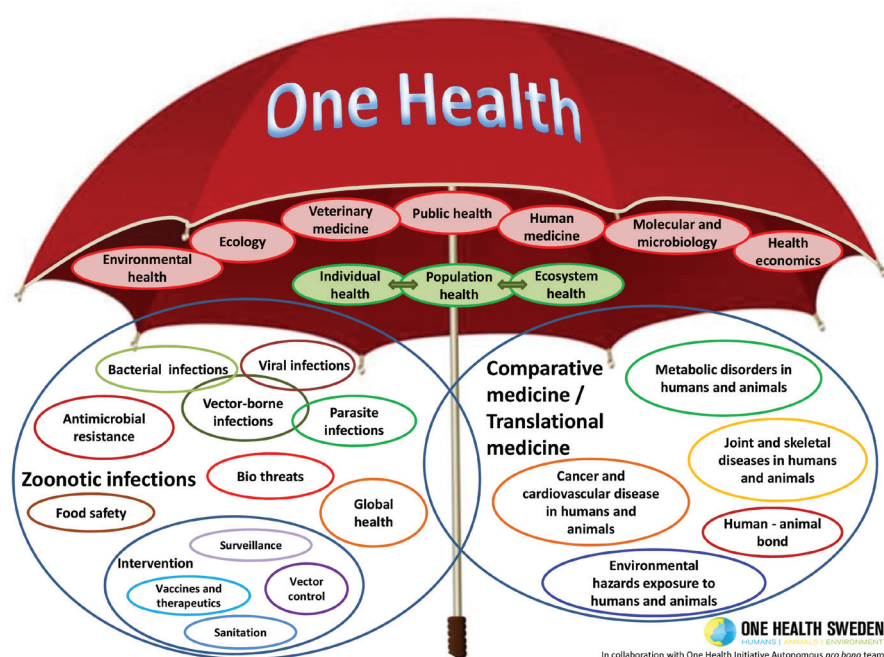 One Health
Environmental
health
Ecology
Veterinary
medicine
Public health
Human
medicine
Molecular and
microbiology
Health
economics
Individual
health
Population
health
Ecosystem
health
Bacterial infections
Viral infections
Vector-borne
infections
Parasite
infections
Antimicrobial
resistance
Zoonotic infections
Bio threats
Food safety
Global
health
Intervention
Surveillance
Vaccines and
therapeutics
Vector
control
Sanitation
Comparative
medicine /
Translational
medicine
Metabolic disorders in
humans and animals
Joint and skeletal
diseases in humans
and animals
Cancer and
cardiovascular disease
in humans and
animals
Human - animal
bond
Environmental
hazards exposure to
humans and animals
ONE HEALTH SWEDEN
HUMANS | ANIMALS | ENVIRONMENT
In collaboration with One Health Initiative Autonomous pro bono team